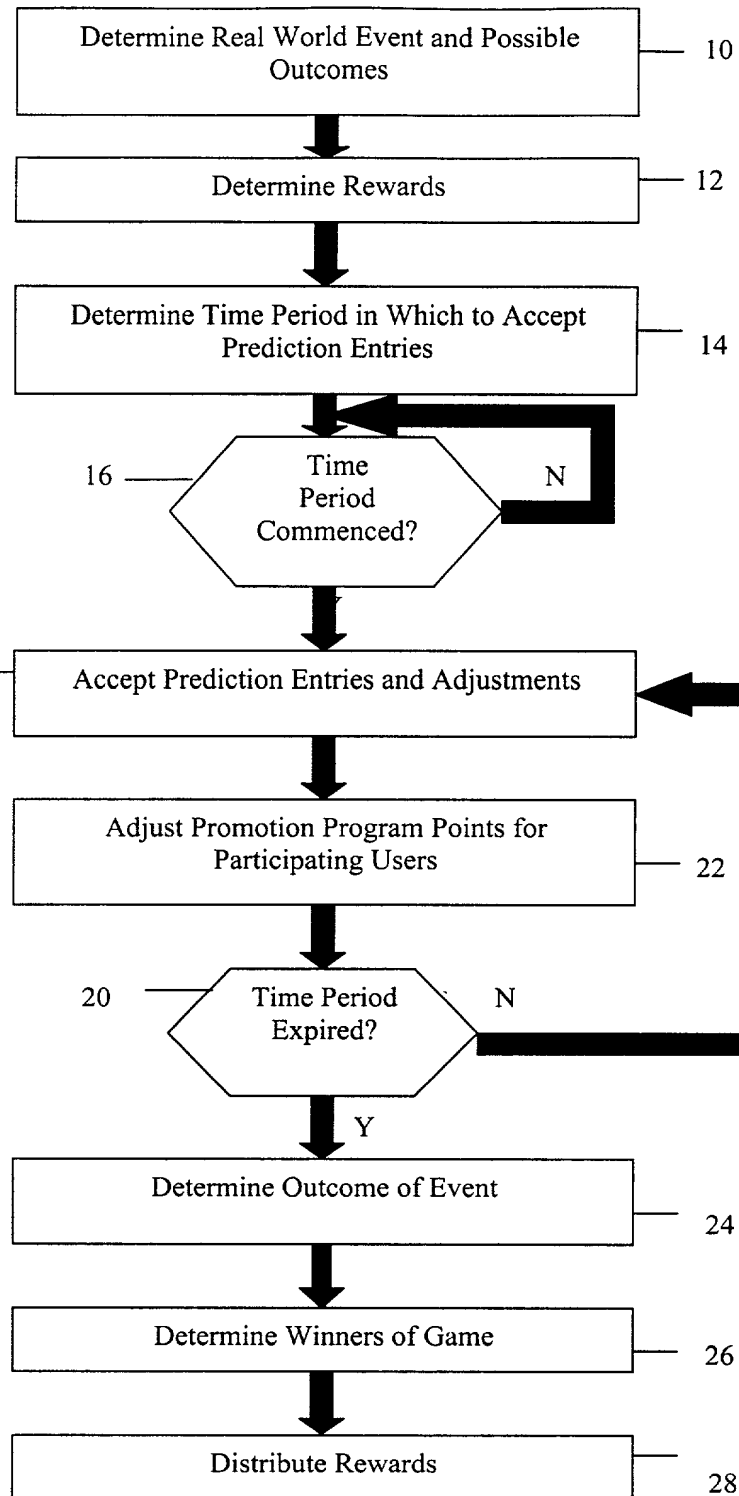 Determine Real World Event and Possible
Outcomes
10
Determine Rewards
12
Determine Time Period in Which to Accept
Prediction Entries
14
16
Time
Period
Commenced?
N
Y
Accept Prediction Entries and Adjustments
Adjust Promotion Program Points for
Participating Users
22
20
Time Period
Expired?
N
Y
Determine Outcome of Event
24
Determine Winners of Game
26
Distribute Rewards
28